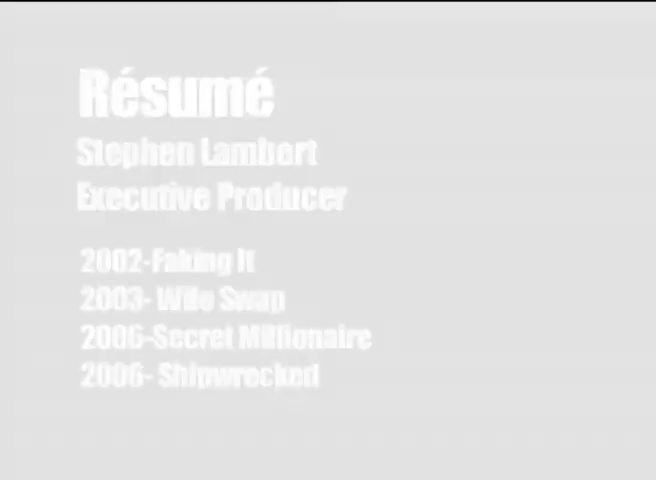 Résumé
Stephen Lambert
Executive Producer
2002-Faking It
2003- Wife Swap
2006-Secret Millionaire
2006- Shipwrecked